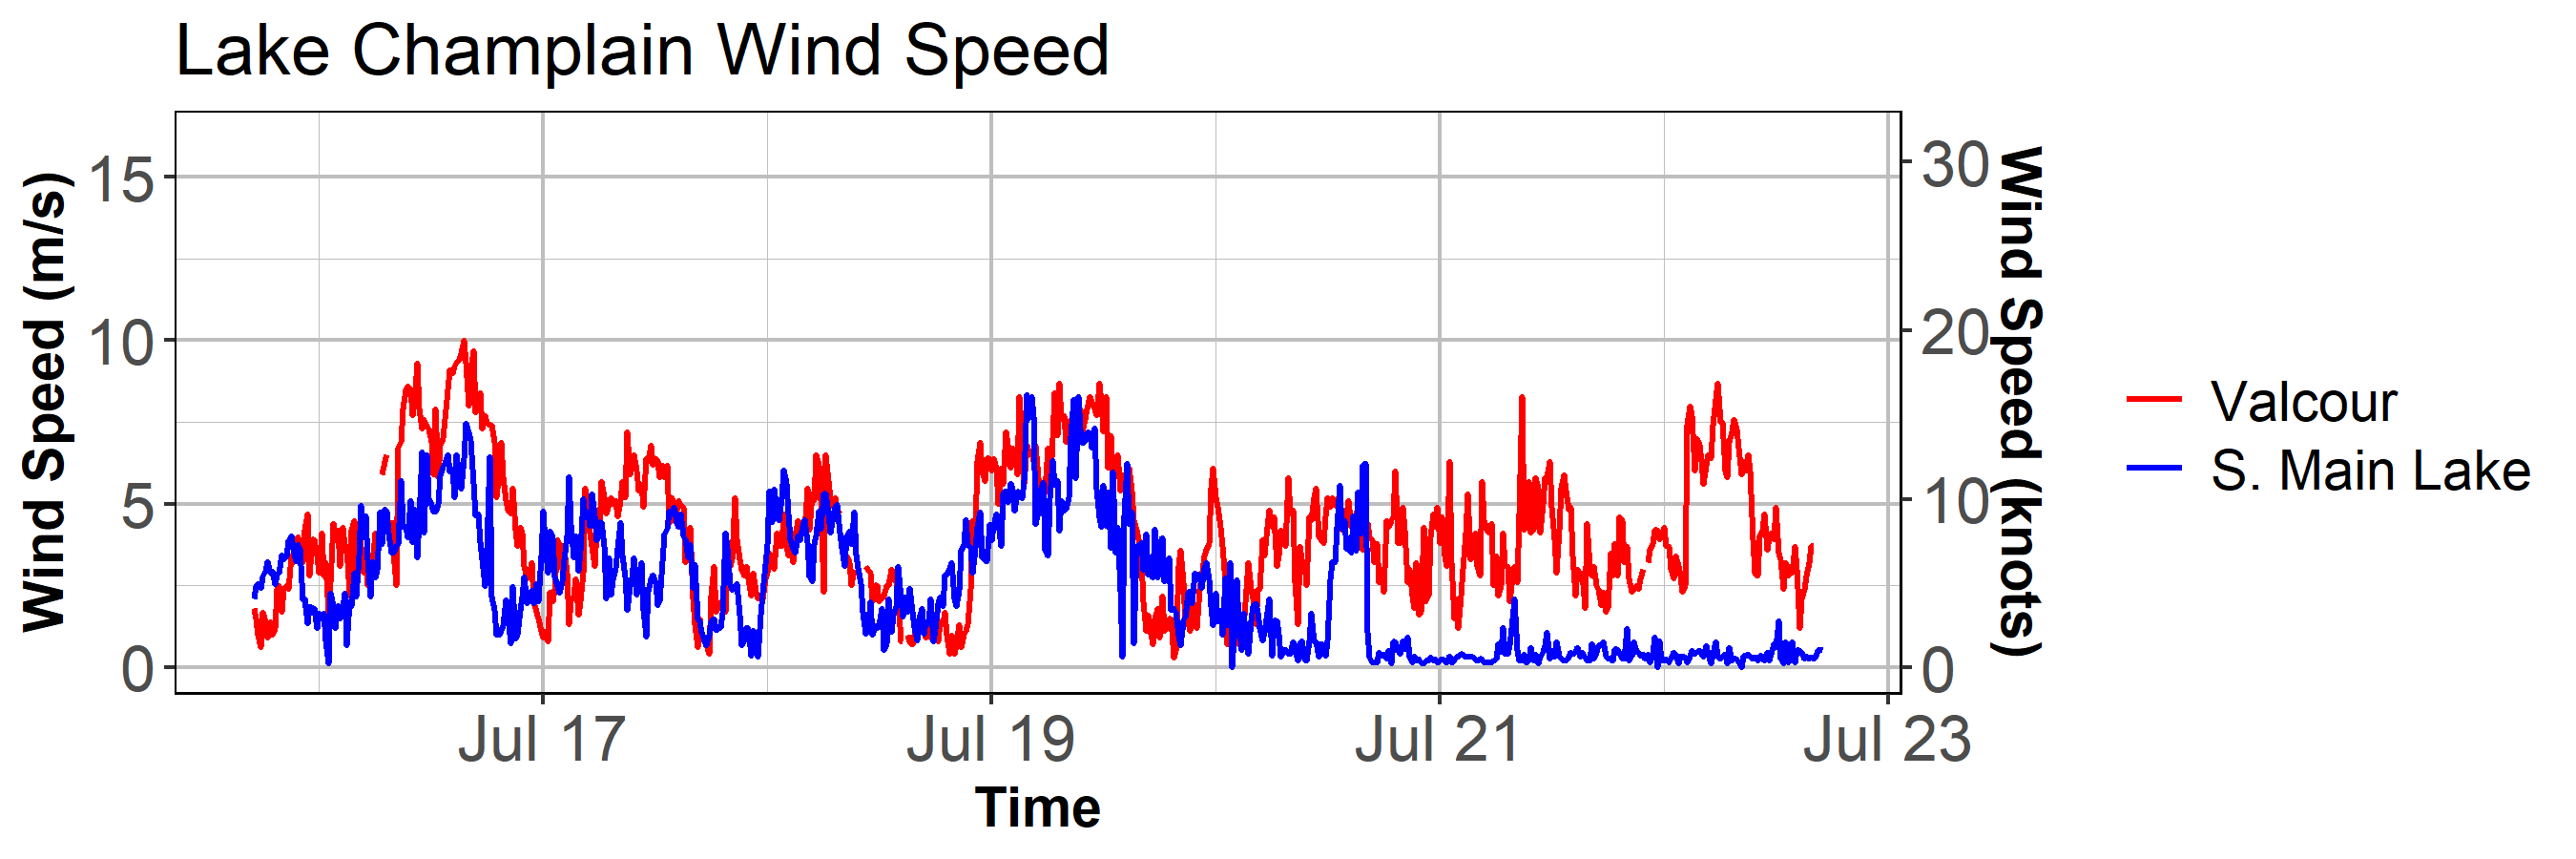 Lake Champlain Wind Speed
Wind Speed (m/s)
15
10
5
0
30
20
10
0
Wind Speed (knots)
Jul 17
Jul 19
Jul 21
Jul 23
Time
Valcour
S. Main Lake